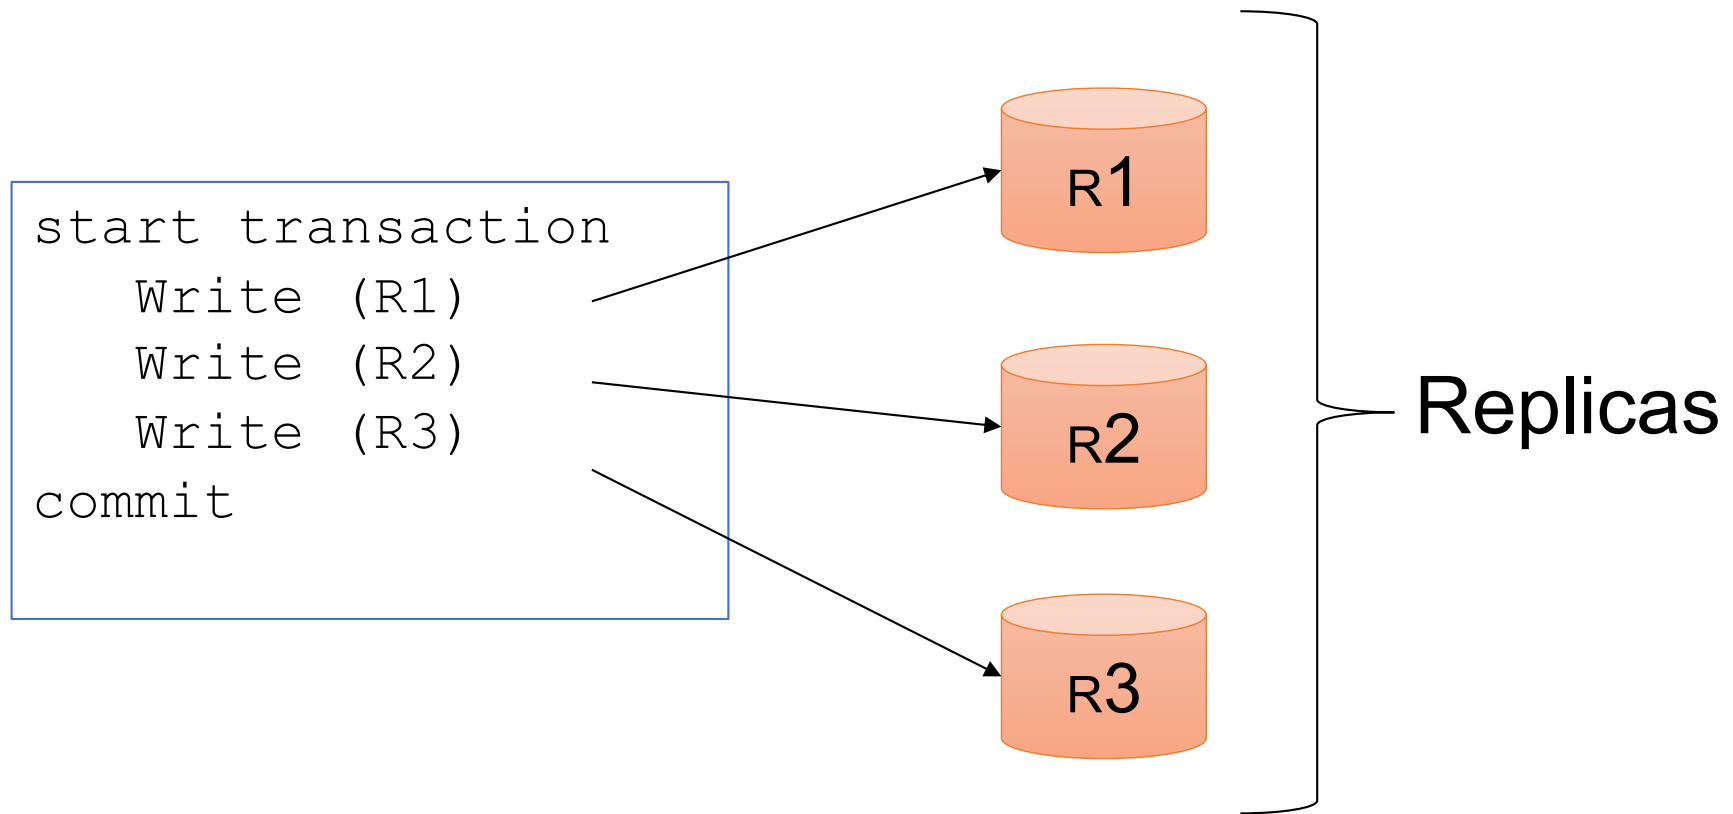 start transaction
Write (R1)
Write (R2)
Write (R3)
commit
R1
R2
R3
Replicas